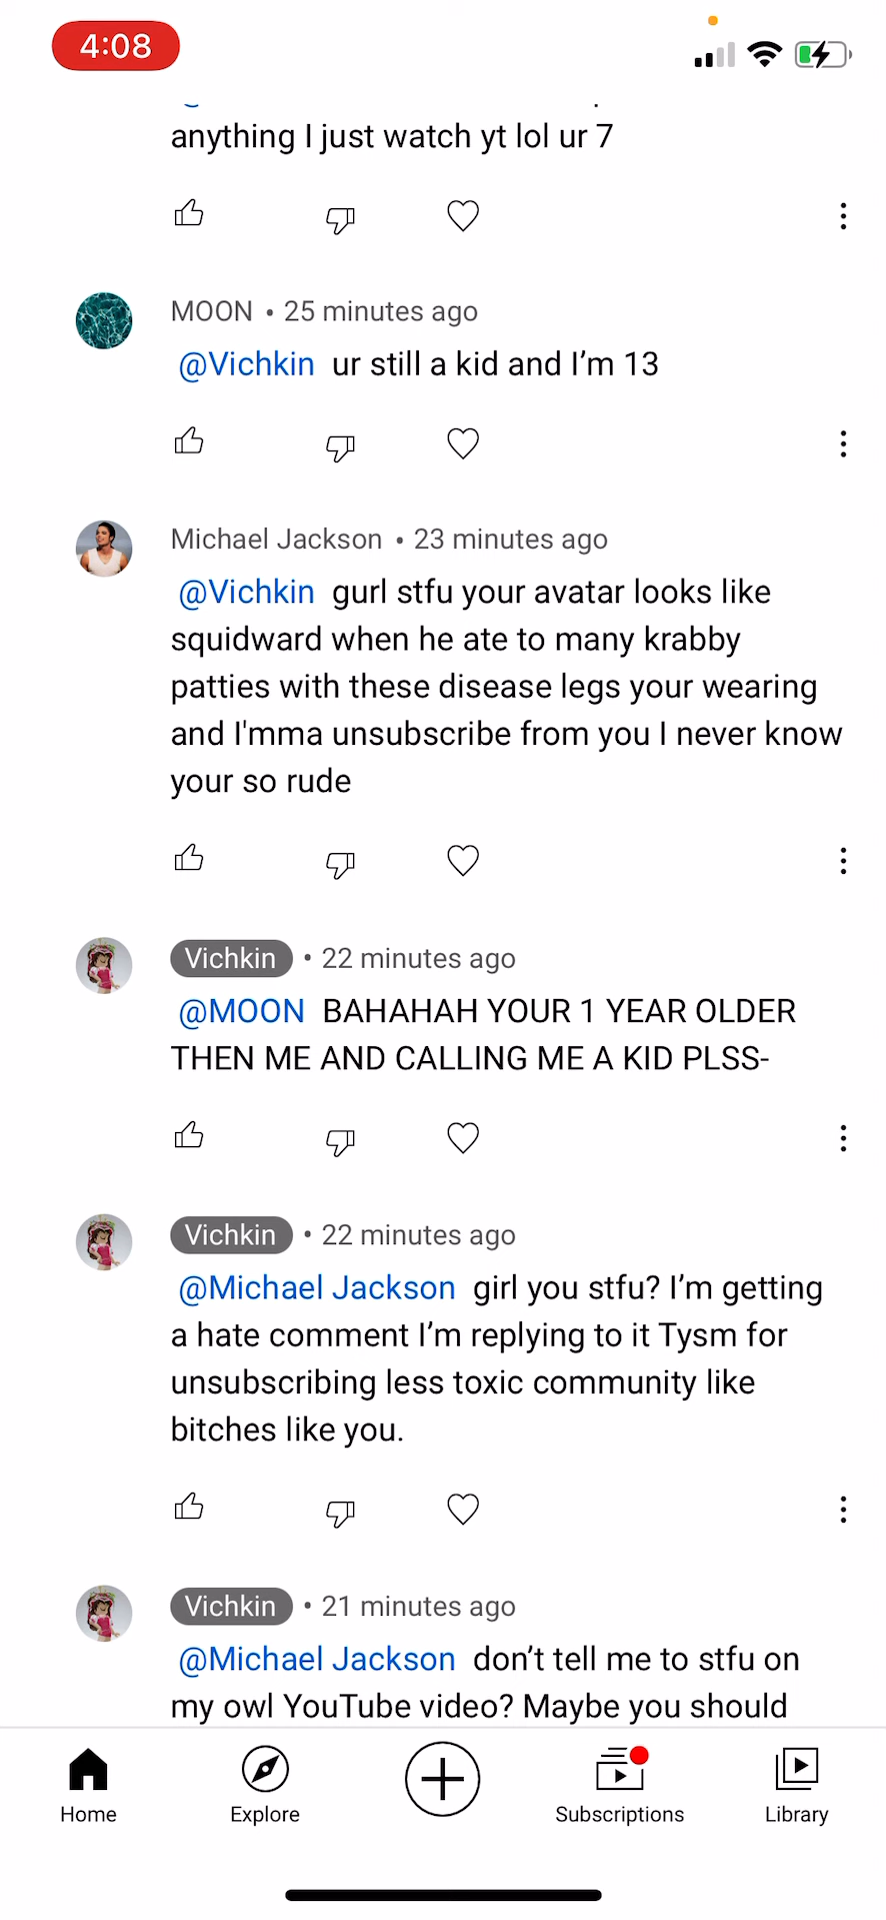 4:08
anything I just watch yt lol ur 7
MOON • 25 minutes ago
@Vichkin ur still a kid and I’m 13
Michael Jackson • 23 minutes ago
@Vichkin gurl stfu your avatar looks like
squidward when he ate to many krabby
patties with these disease legs your wearing
and I'mma unsubscribe from you I never know
your so rude
Vichkin • 22 minutes ago
@MOON BAHAHAH YOUR 1 YEAR OLDER
THEN ME AND CALLING ME A KID PLSS-
Vichkin • 22 minutes ago
@Michael Jackson girl you stfu? I’m getting
a hate comment I’m replying to it Tysm for
unsubscribing less toxic community like
bitches like you.
Vichkin • 21 minutes ago
@Michael Jackson don’t tell me to stfu on
my owl YouTube video? Maybe you should
Home Explore Subscriptions Library